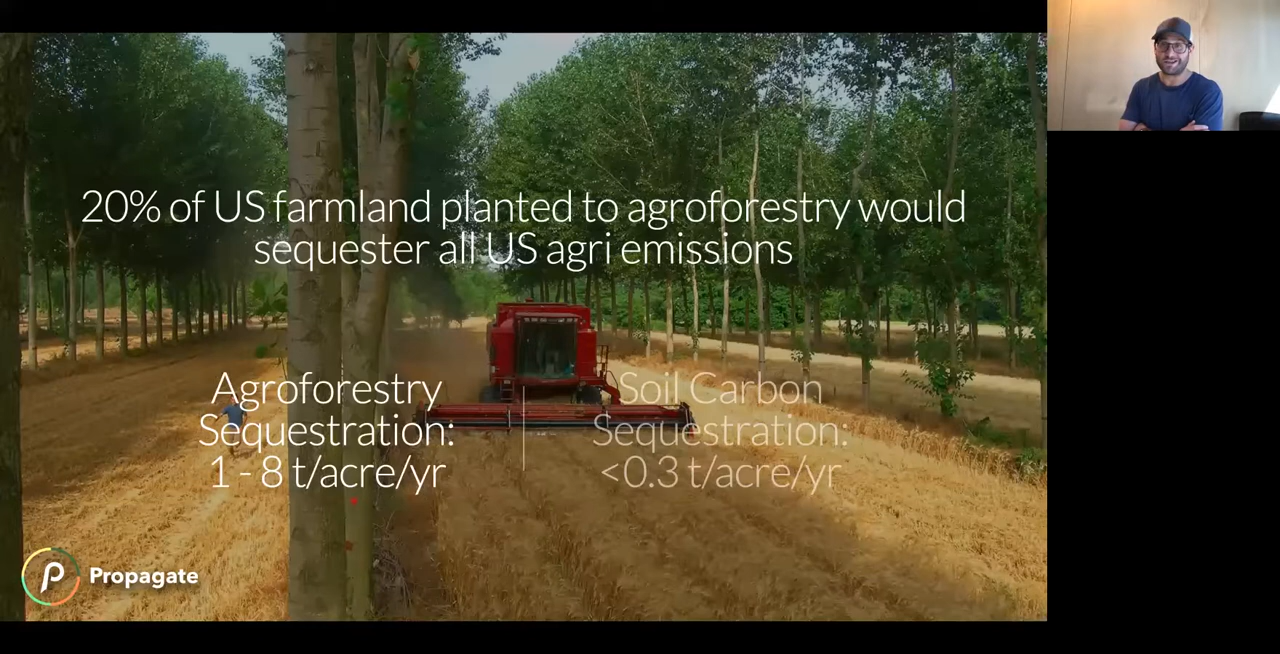 20% of US farmland planted to agroforestry would
sequester all US agri emissions
Agroforestry
Sequestration:
1 - 8 t/acre/yr
Soil Carbon
Sequestration:
<0.3 t/acre/yr
Propagate